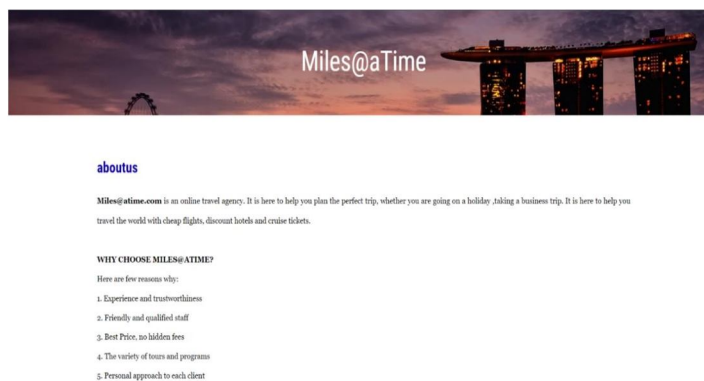 Miles@aTime
aboutus
Miles@atime.com is an online travel agency. It is here to help you plan the perfect trip, whether you are going on a holiday ,taking a business trip. It is here to help you
travel the world with cheap flights, discount hotels and cruise tickets.
WHY CHOOSE MILES@ATIME?
Here are few reasons why:
1. Experience and trustworthiness
2. Friendly and qualified staff
3. Best Price, no hidden fees
4. The variety of tours and programs
5. Personal approach to each client